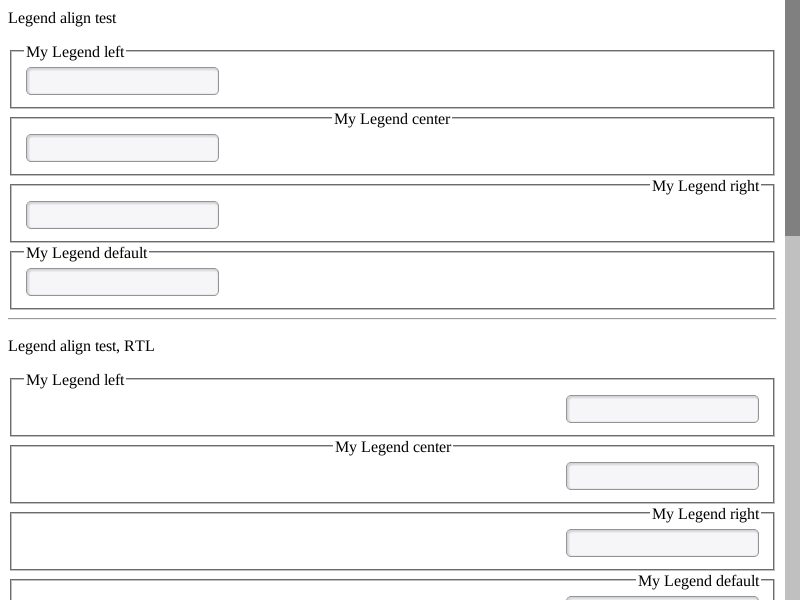 Legend align test
My Legend left
My Legend center
My Legend right
My Legend default
Legend align test, RTL
My Legend left
My Legend center
My Legend right
My Legend default